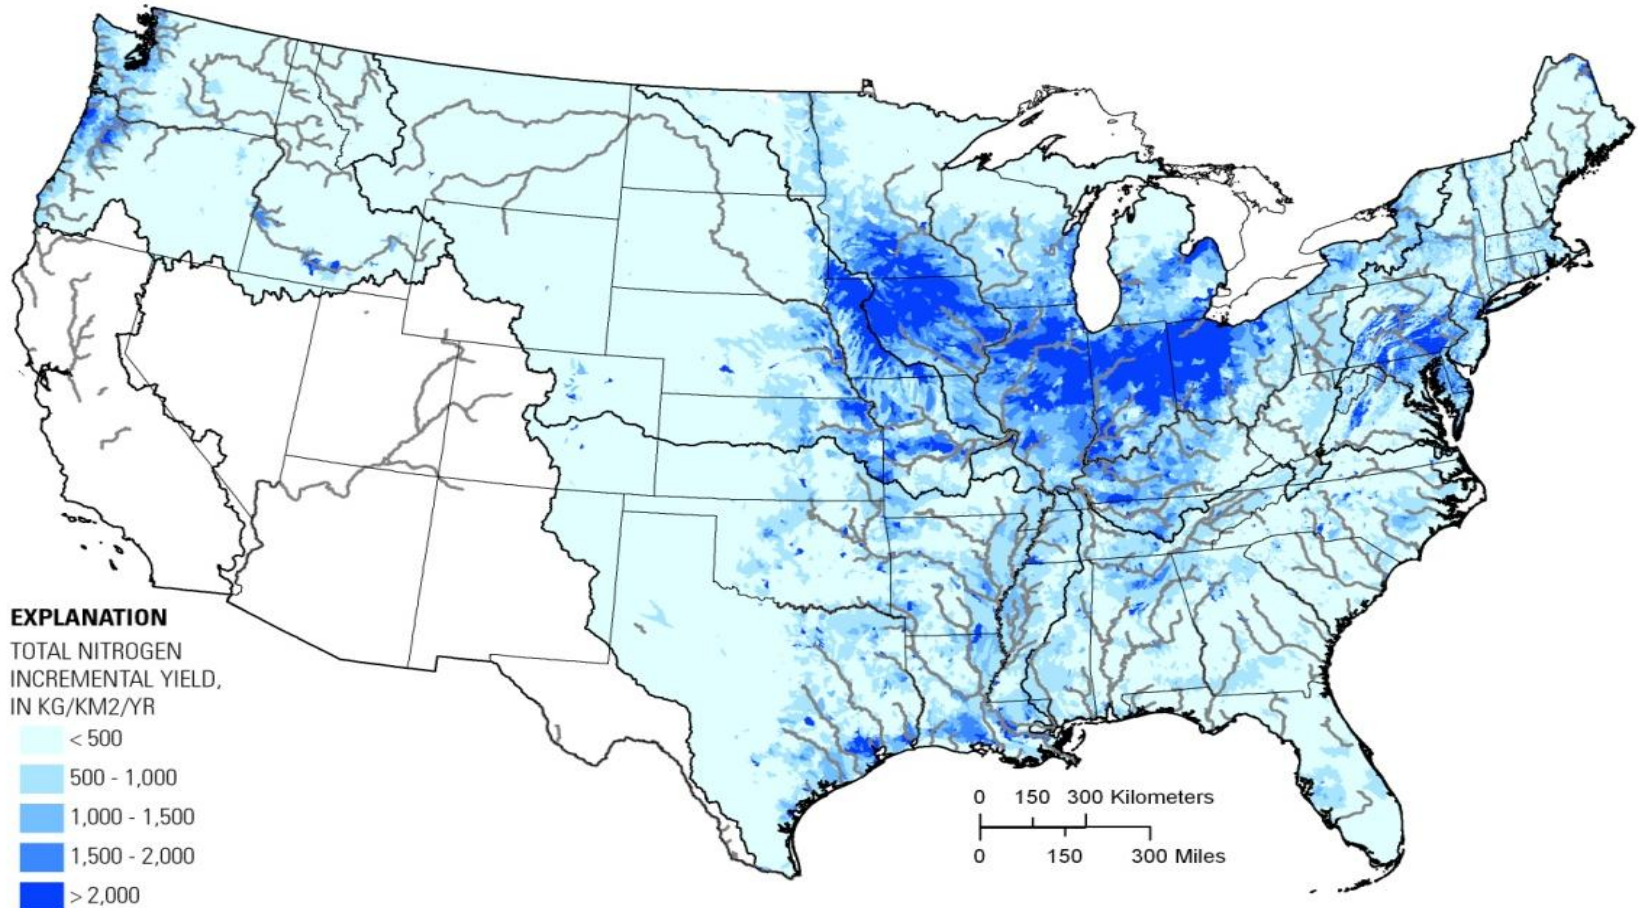 EXPLANATION
TOTAL NITROGEN
INCREMENTAL YIELD,
IN KG/KM2/YR
< 500
500 - 1,000
1,000 - 1,500
1,500 - 2,000
> 2,000
0 150 300 Kilometers
0 150 300 Miles